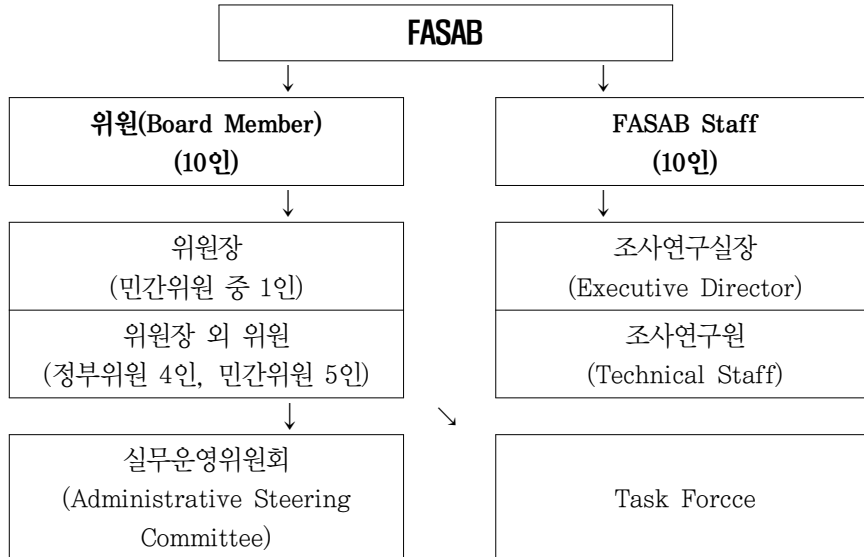 FASAB
↓ ↓
위원(Board Member)
(10인)
FASAB Staff
(10인)
↓ ↓
위원장
(민간위원 중 1인)
조사연구실장
(Executive Director)
위원장 외 위원
(정부위원 4인, 민간위원 5인)
조사연구원
(Technical Staff)
↓ ↘
실무운영위원회
(Administrative Steering
Committee)
Task Forcce